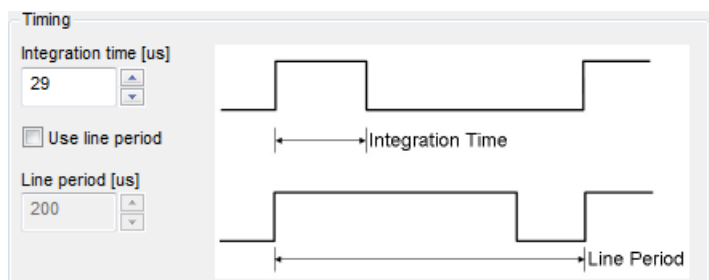 Timing
Integration time [us]
29
Use line period
Integration Time
Line period [us]
200
Line Period